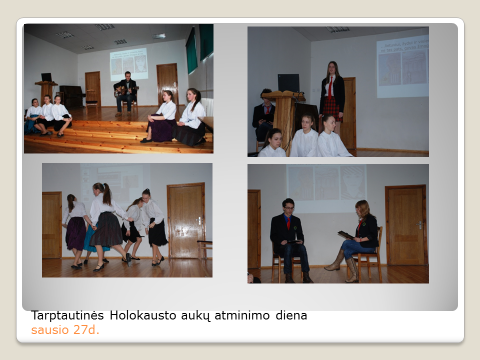 Tarptautinės Holokausto aukų atminimo diena
sausio 27d.